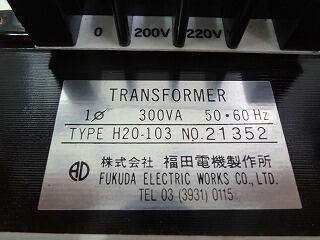 0 200V 220V
TRANSFORMER
1ø 300VA 50・60Hz
TYPE H20-103 NO.21352
株式会社 福田電機製作所
FUKUDA ELECTRIC WORKS CO., LTD.
TEL 03 (3931) 0115